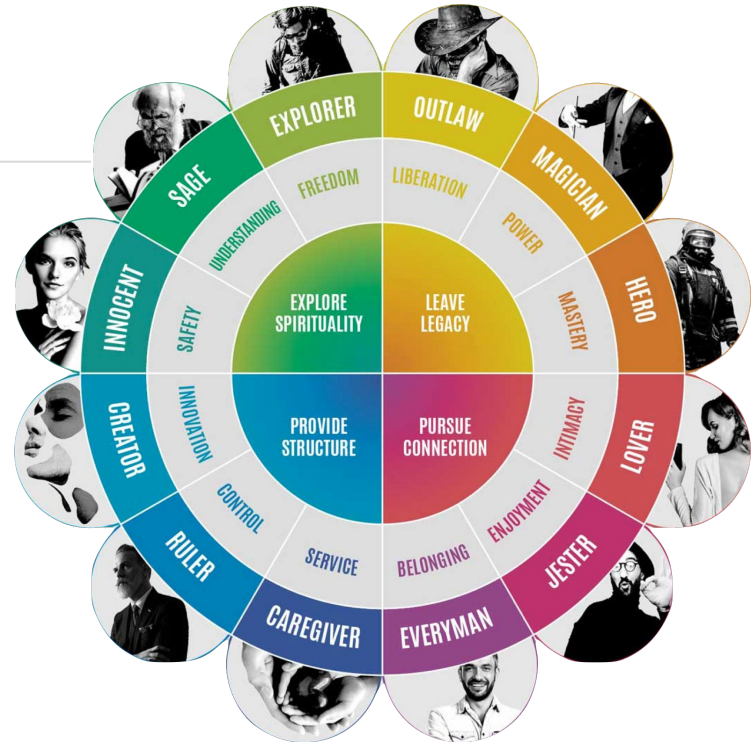 EXPLORER
OUTLAW
MAGICIAN
HERO
LOVER
JESTER
EVERYMAN
CAREGIVER
RULER
CREATOR
INNOCENT
SAGE
FREEDOM
LIBERATION
POWER
MASTERY
INTIMACY
ENJOYMENT
BELONGING
SERVICE
CONTROL
INNOVATION
SAFETY
UNDERSTANDING
EXPLORE
SPIRITUALITY
LEAVE
LEGACY
PROVIDE
STRUCTURE
PURSUE
CONNECTION